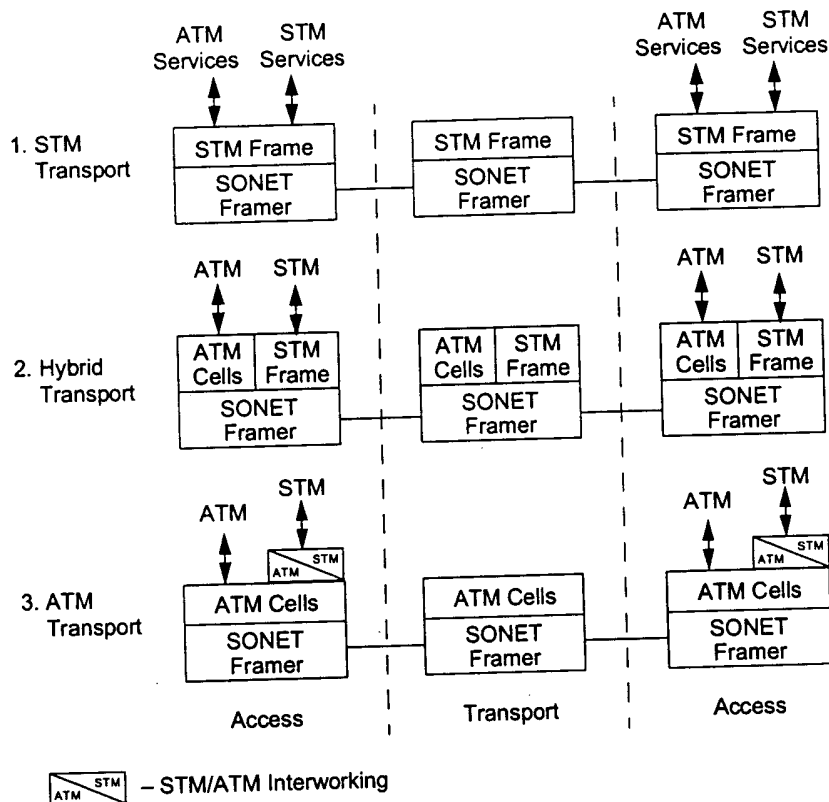 ATM Services
STM Services
ATM Services
STM Services
1. STM Transport
STM Frame
SONET Framer
STM Frame
SONET Framer
STM Frame
SONET Framer
ATM
STM
ATM
STM
2. Hybrid Transport
ATM Cells
STM Frame
SONET Framer
ATM Cells
STM Frame
SONET Framer
ATM Cells
STM Frame
SONET Framer
ATM
STM
ATM
STM
ATM
STM
ATM
STM
3. ATM Transport
ATM Cells
SONET Framer
ATM Cells
SONET Framer
ATM Cells
SONET Framer
Access
Transport
Access
ATM
STM
– STM/ATM Interworking